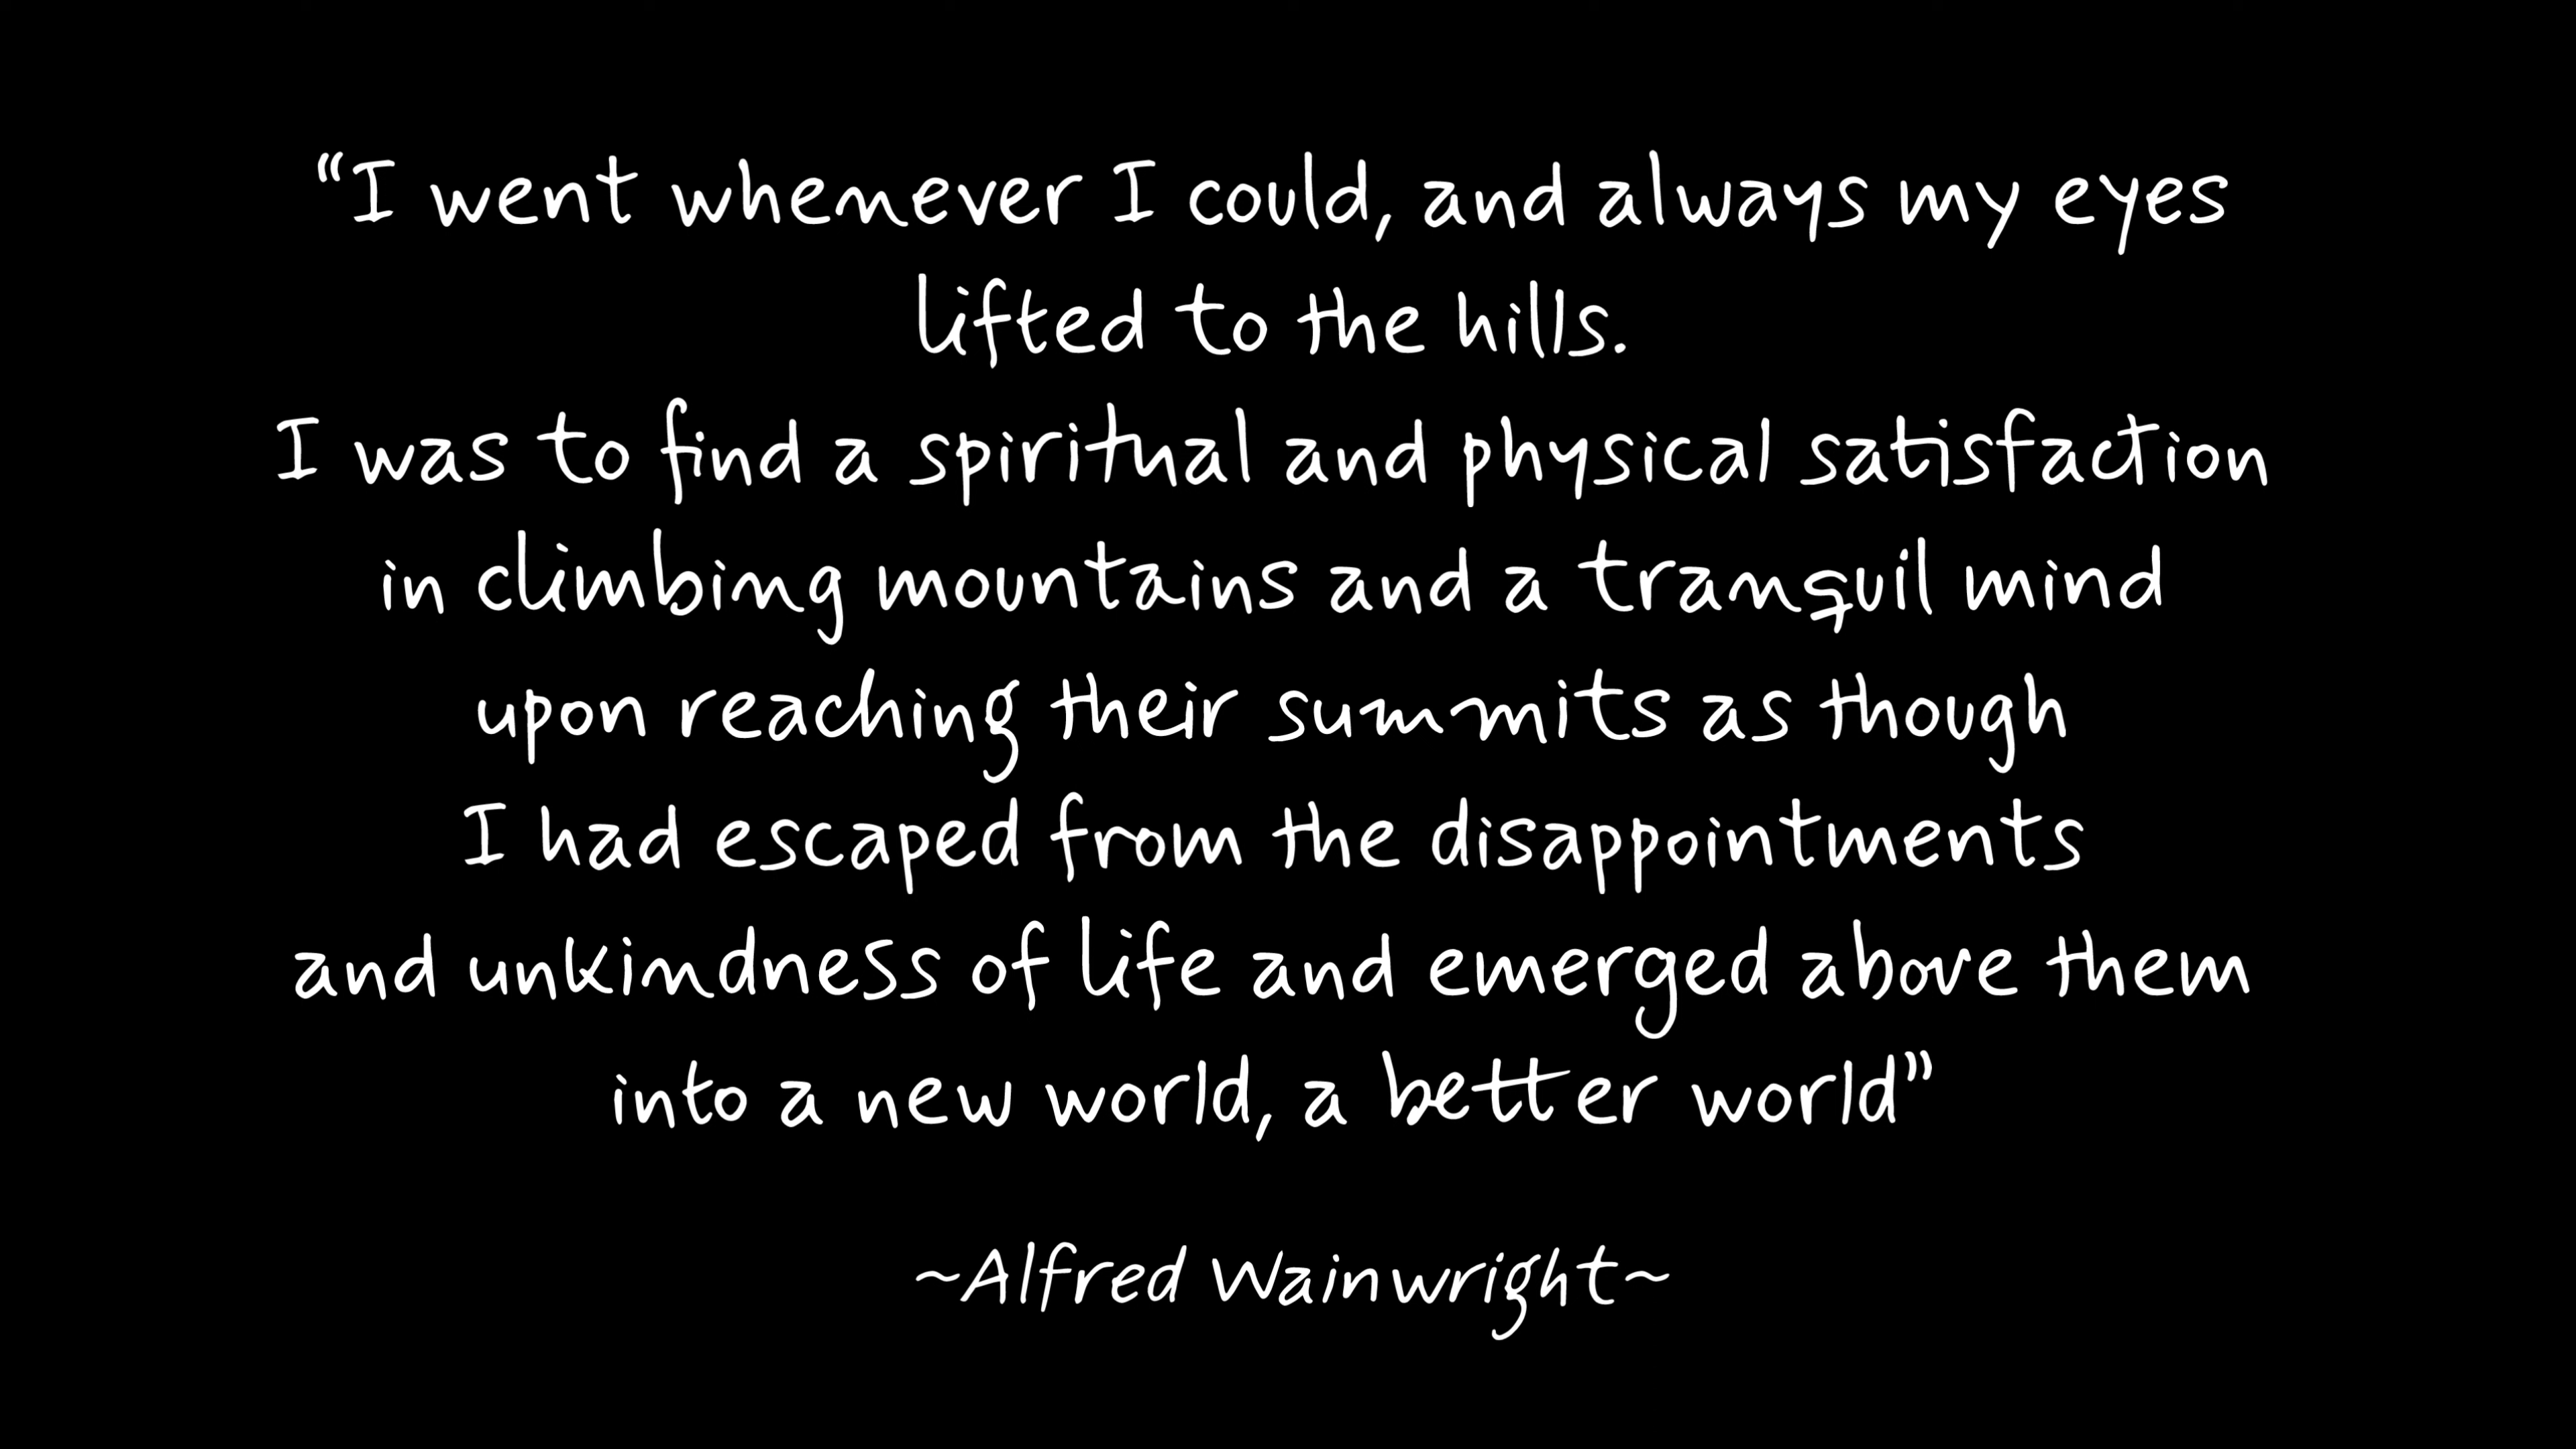 “I went whenever I could, and always my eyes
lifted to the hills.
I was to find a spiritual and physical satisfaction
in climbing mountains and a tranquil mind
upon reaching their summits as though
I had escaped from the disappointments
and unkindness of life and emerged above them
into a new world, a better world”
~Alfred Wainwright~